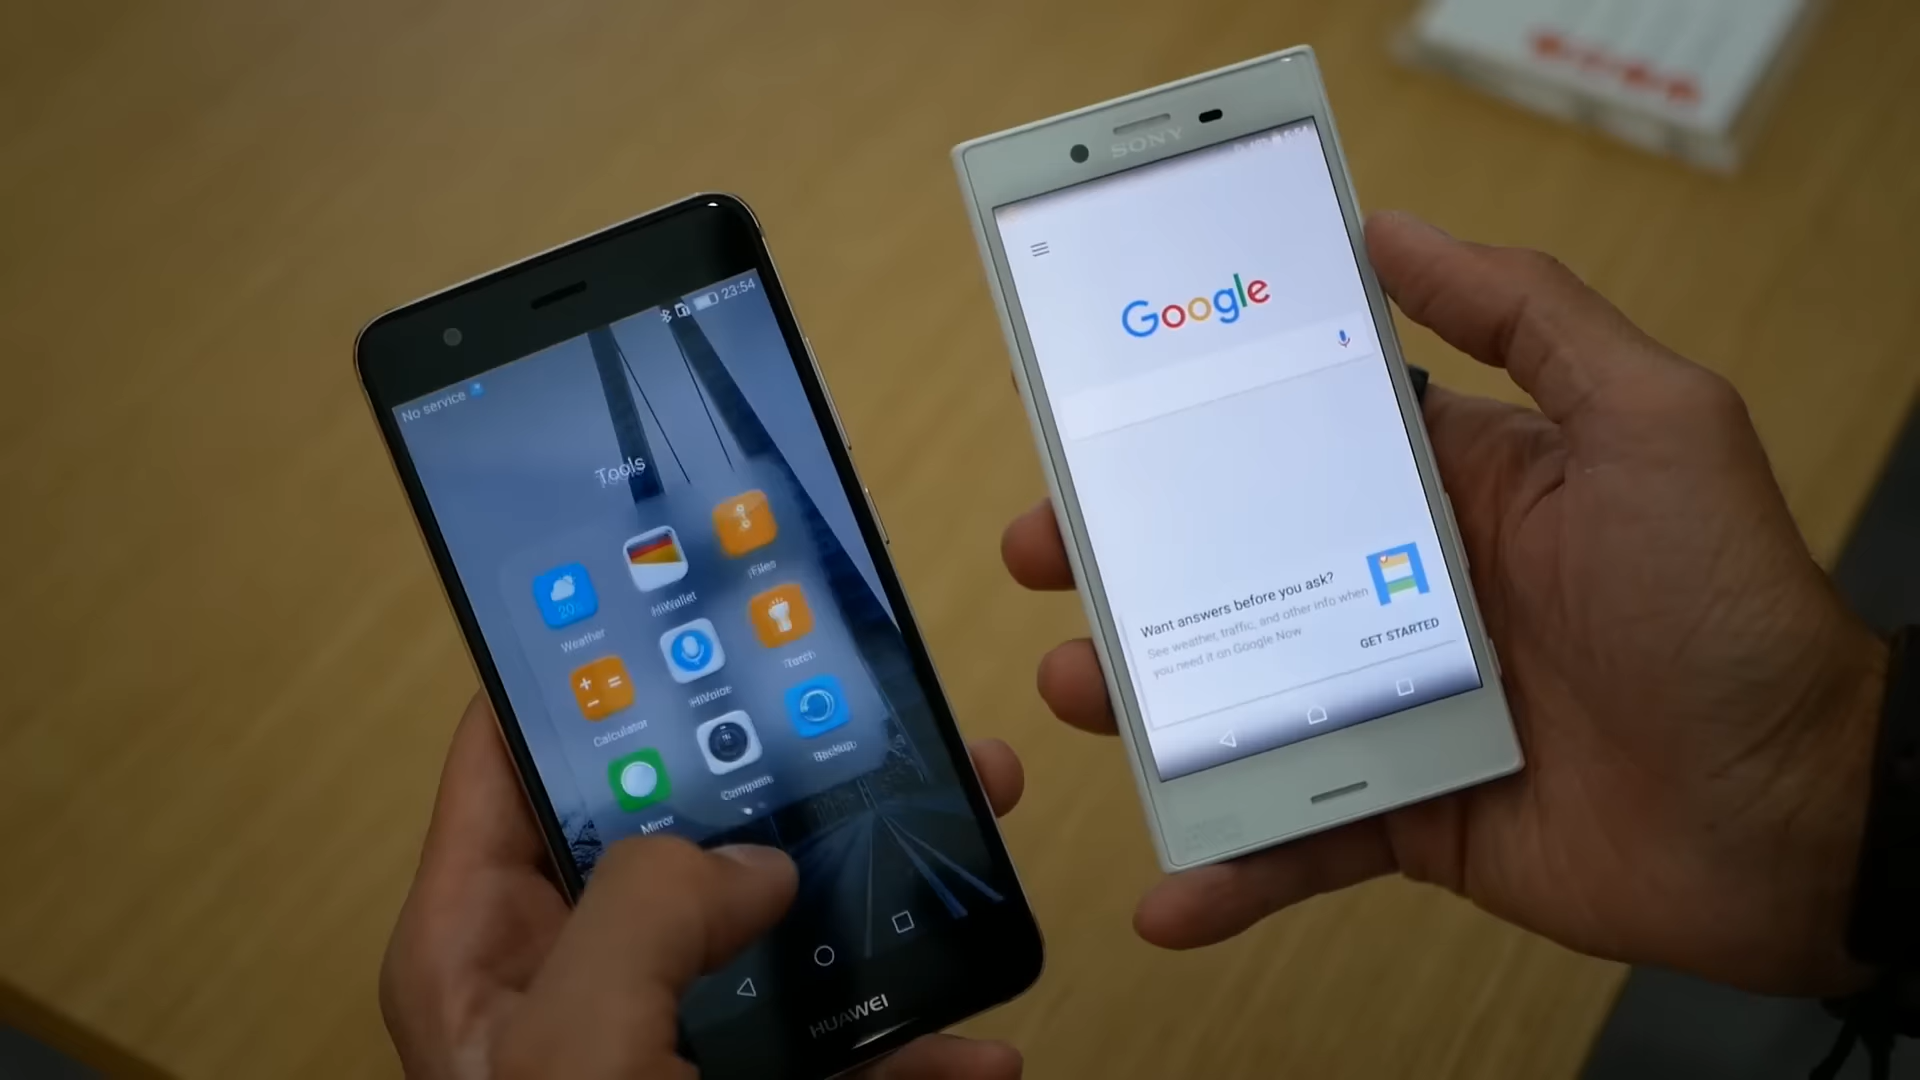 23:54
No service
Tools
Weather
HiWallet
Files
Calculator
HiVoice
Torch
Mirror
Compass
Backup
20
HUAWEI
SONY
Google
Want answers before you ask?
See weather, traffic, and other info when
you need it on Google Now
GET STARTED